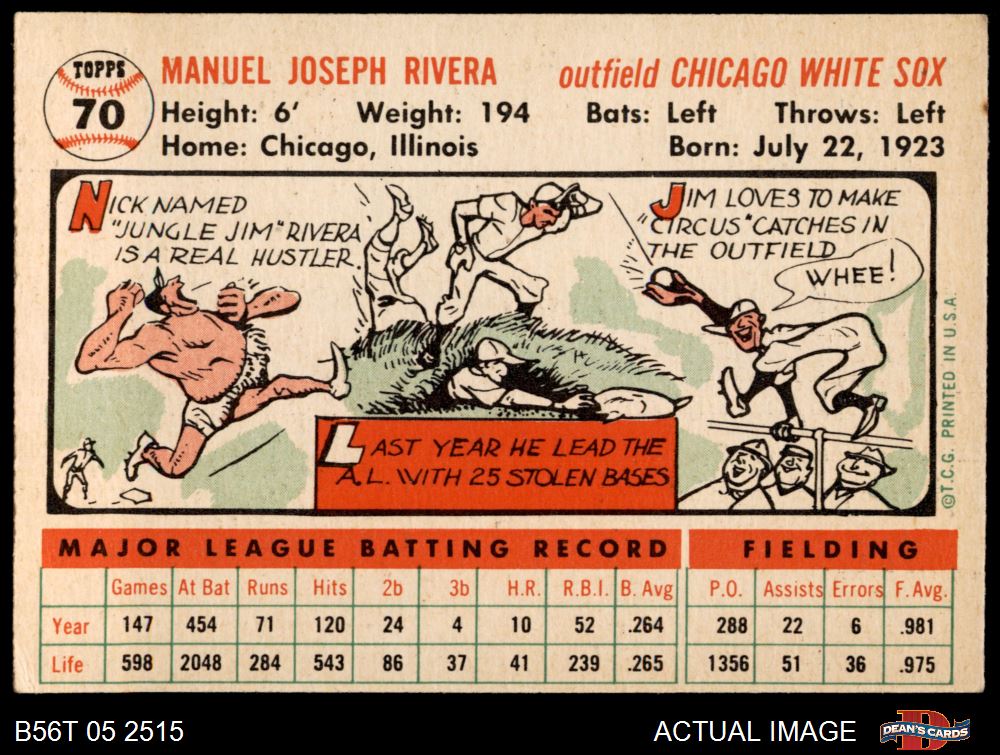 TOPPS
70
MANUEL JOSEPH RIVERA outfield CHICAGO WHITE SOX
Height: 6' Weight: 194 Bats: Left Throws: Left
Home: Chicago, Illinois Born: July 22, 1923
NICK NAMED
"JUNGLE JIM" RIVERA
IS A REAL HUSTLER.
JIM LOVES TO MAKE
"CIRCUS" CATCHES IN
THE OUTFIELD
WHEE!
LAST YEAR HE LEAD THE
A.L. WITH 25 STOLEN BASES
©T.C.G. PRINTED IN U.S.A.
MAJOR LEAGUE BATTING RECORD FIELDING
Games At Bat Runs Hits 2b 3b H.R. R.B.I. B. Avg P.O. Assists Errors F. Avg.
Year 147 454 71 120 24 4 10 52 .264 288 22 6 .981
Life 598 2048 284 543 86 37 41 239 .265 1356 51 36 .975
B56T 05 2515 ACTUAL IMAGE DEAN'S CARDS